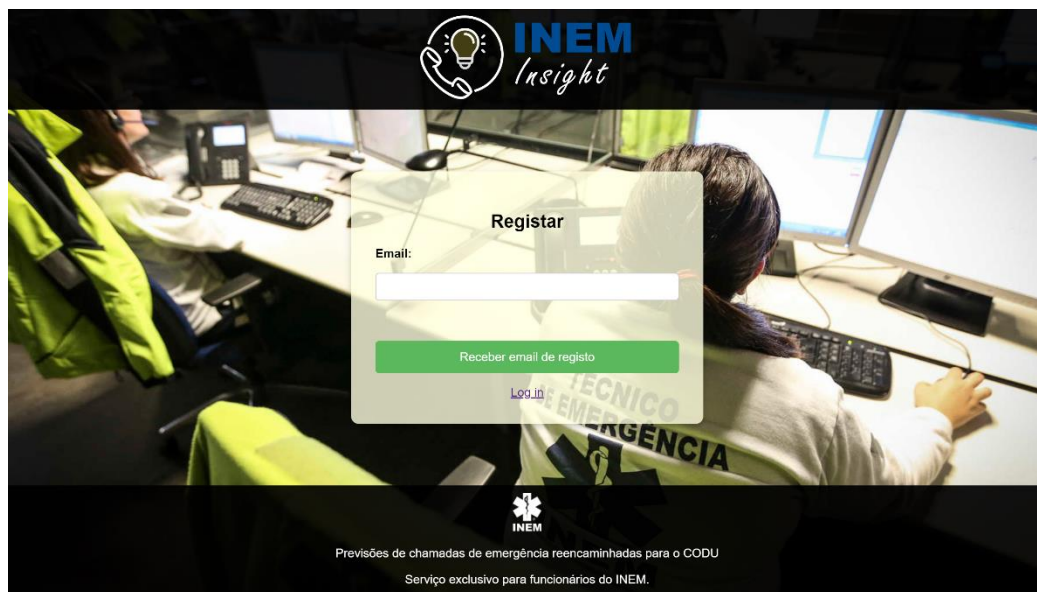 INEM
Insight
Registar
Email:
Receber email de registo
Log in
TÉCNICO
DE EMERGÊNCIA
INEM
Previsões de chamadas de emergência reencaminhadas para o CODU
Serviço exclusivo para funcionários do INEM.